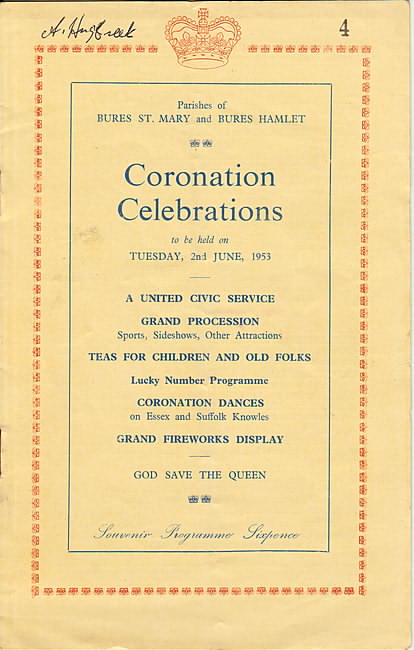 4
Parishes of
BURES ST. MARY and BURES HAMLET
Coronation
Celebrations
to be held on
TUESDAY, 2nd JUNE, 1953
A UNITED CIVIC SERVICE
GRAND PROCESSION
Sports, Sideshows, Other Attractions
TEAS FOR CHILDREN AND OLD FOLKS
Lucky Number Programme
CORONATION DANCES
on Essex and Suffolk Knowles
GRAND FIREWORKS DISPLAY
GOD SAVE THE QUEEN
Souvenir Programme Sixpence